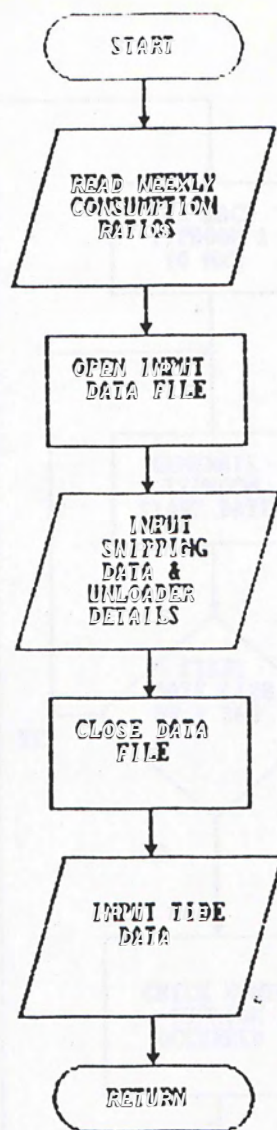 START
READ WEEKLY
CONSUMPTION
RATIOS
OPEN INPUT
DATA FILE
INPUT
SHIPPING
DATA &
UNLOADER
DETAILS
CLOSE DATA
FILE
INPUT TIDE
DATA
RETURN